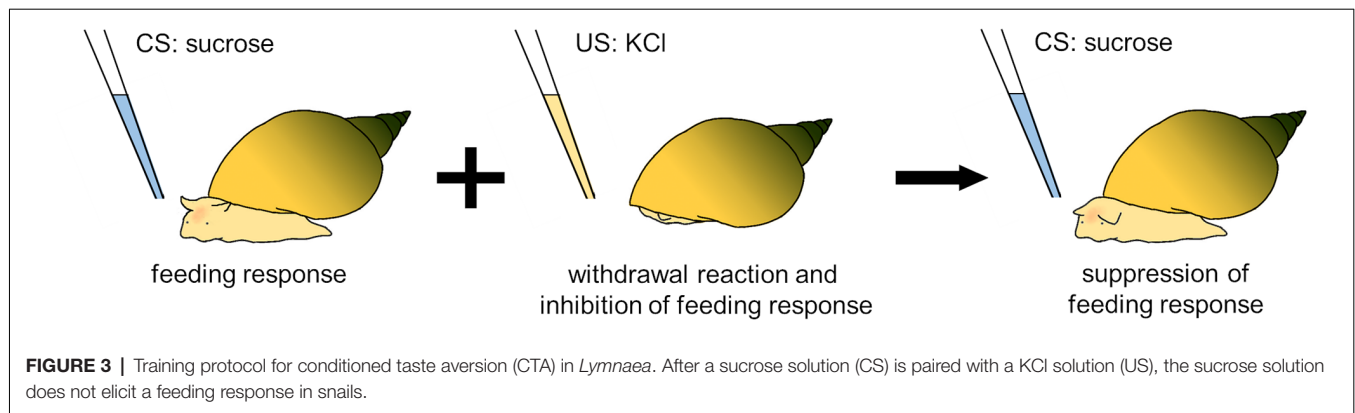 CS: sucrose
US: KCl
CS: sucrose
feeding response
withdrawal reaction and
inhibition of feeding response
suppression of
feeding response
FIGURE 3 | Training protocol for conditioned taste aversion (CTA) in Lymnaea. After a sucrose solution (CS) is paired with a KCl solution (US), the sucrose solution
does not elicit a feeding response in snails.